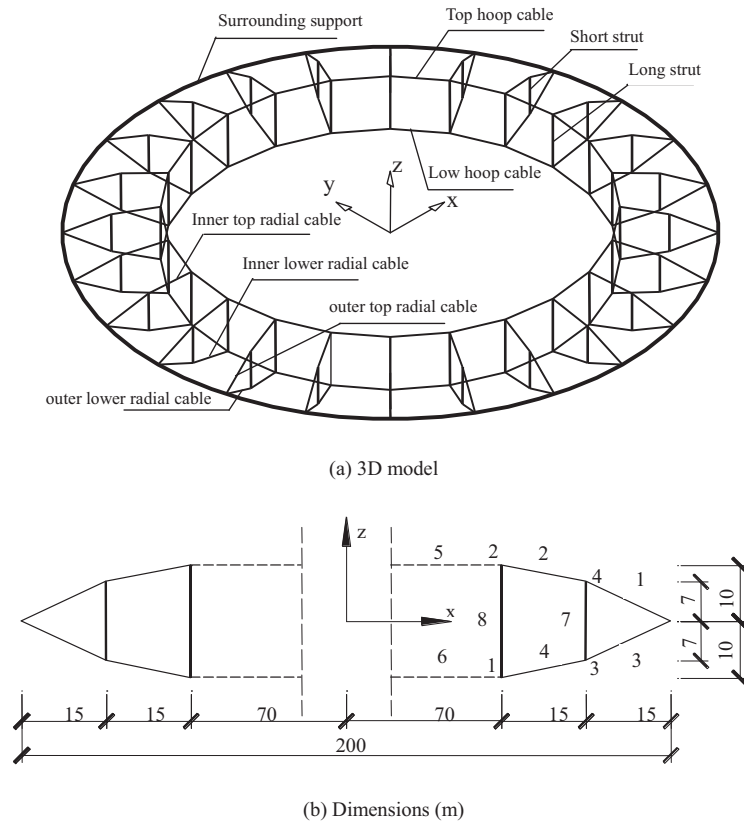 Surrounding support
Top hoop cable
Short strut
Long strut
z
Low hoop cable
y
x
Inner top radial cable
Inner lower radial cable
outer top radial cable
outer lower radial cable
(a) 3D model
z
5 2 2
4 1
7 10
x 8 7
6 1 4 3 3
7 10
15 15 70 70 15 15
200
(b) Dimensions (m)